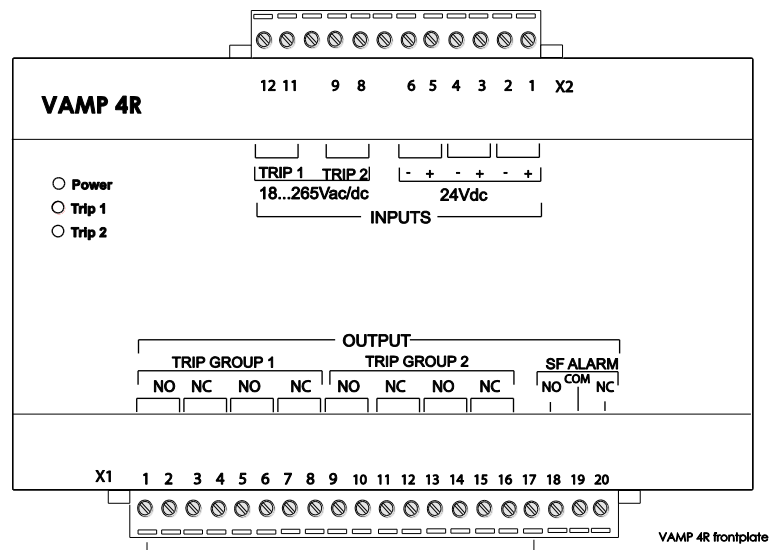 12 11 9 8 6 5 4 3 2 1 X2
VAMP 4R
TRIP 1 TRIP 2 - + - + - +
18...265Vac/dc 24Vdc
INPUTS
Power
Trip 1
Trip 2
OUTPUT
TRIP GROUP 1 TRIP GROUP 2 SF ALARM
NO NC NO NC NO NC NO NC NO COM NC
X1 1 2 3 4 5 6 7 8 9 10 11 12 13 14 15 16 17 18 19 20
VAMP 4R frontplate